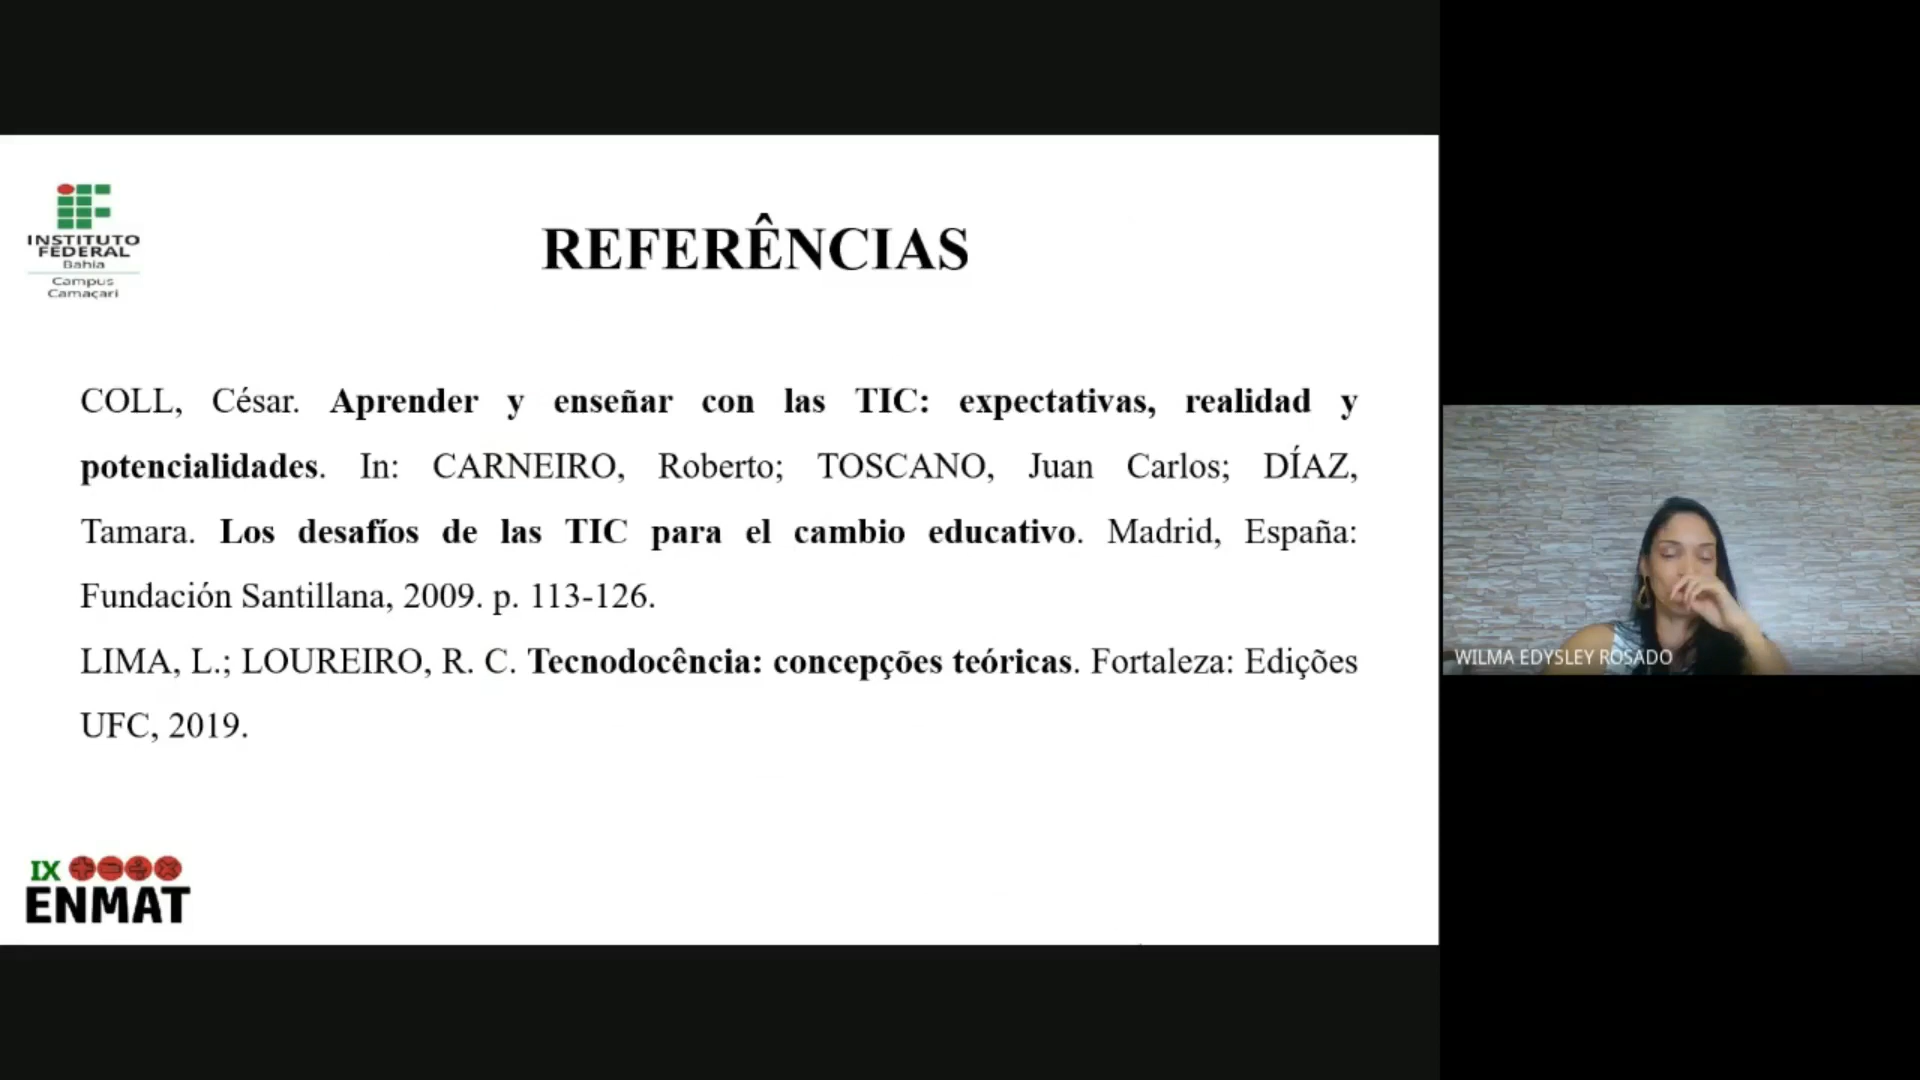 INSTITUTO
FEDERAL
Bahia
Campus
Camaçari
REFERÊNCIAS
COLL, César. Aprender y enseñar con las TIC: expectativas, realidad y
potencialidades. In: CARNEIRO, Roberto; TOSCANO, Juan Carlos; DÍAZ,
Tamara. Los desafíos de las TIC para el cambio educativo. Madrid, España:
Fundación Santillana, 2009. p. 113-126.
LIMA, L.; LOUREIRO, R. C. Tecnodocência: concepções teóricas. Fortaleza: Edições
UFC, 2019.
IX
ENMAT
WILMA EDYSLEY ROSADO